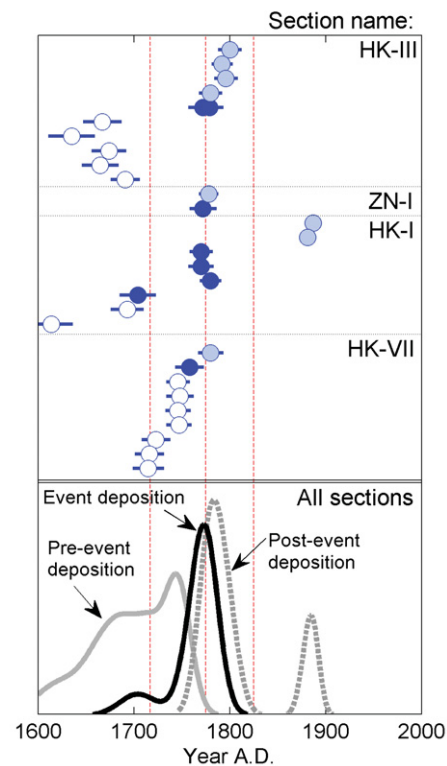 Section name:
HK-III
ZN-I
HK-I
HK-VII
All sections
Event deposition
Pre-event
deposition
Post-event
deposition
1600 1700 1800 1900 2000
Year A.D.